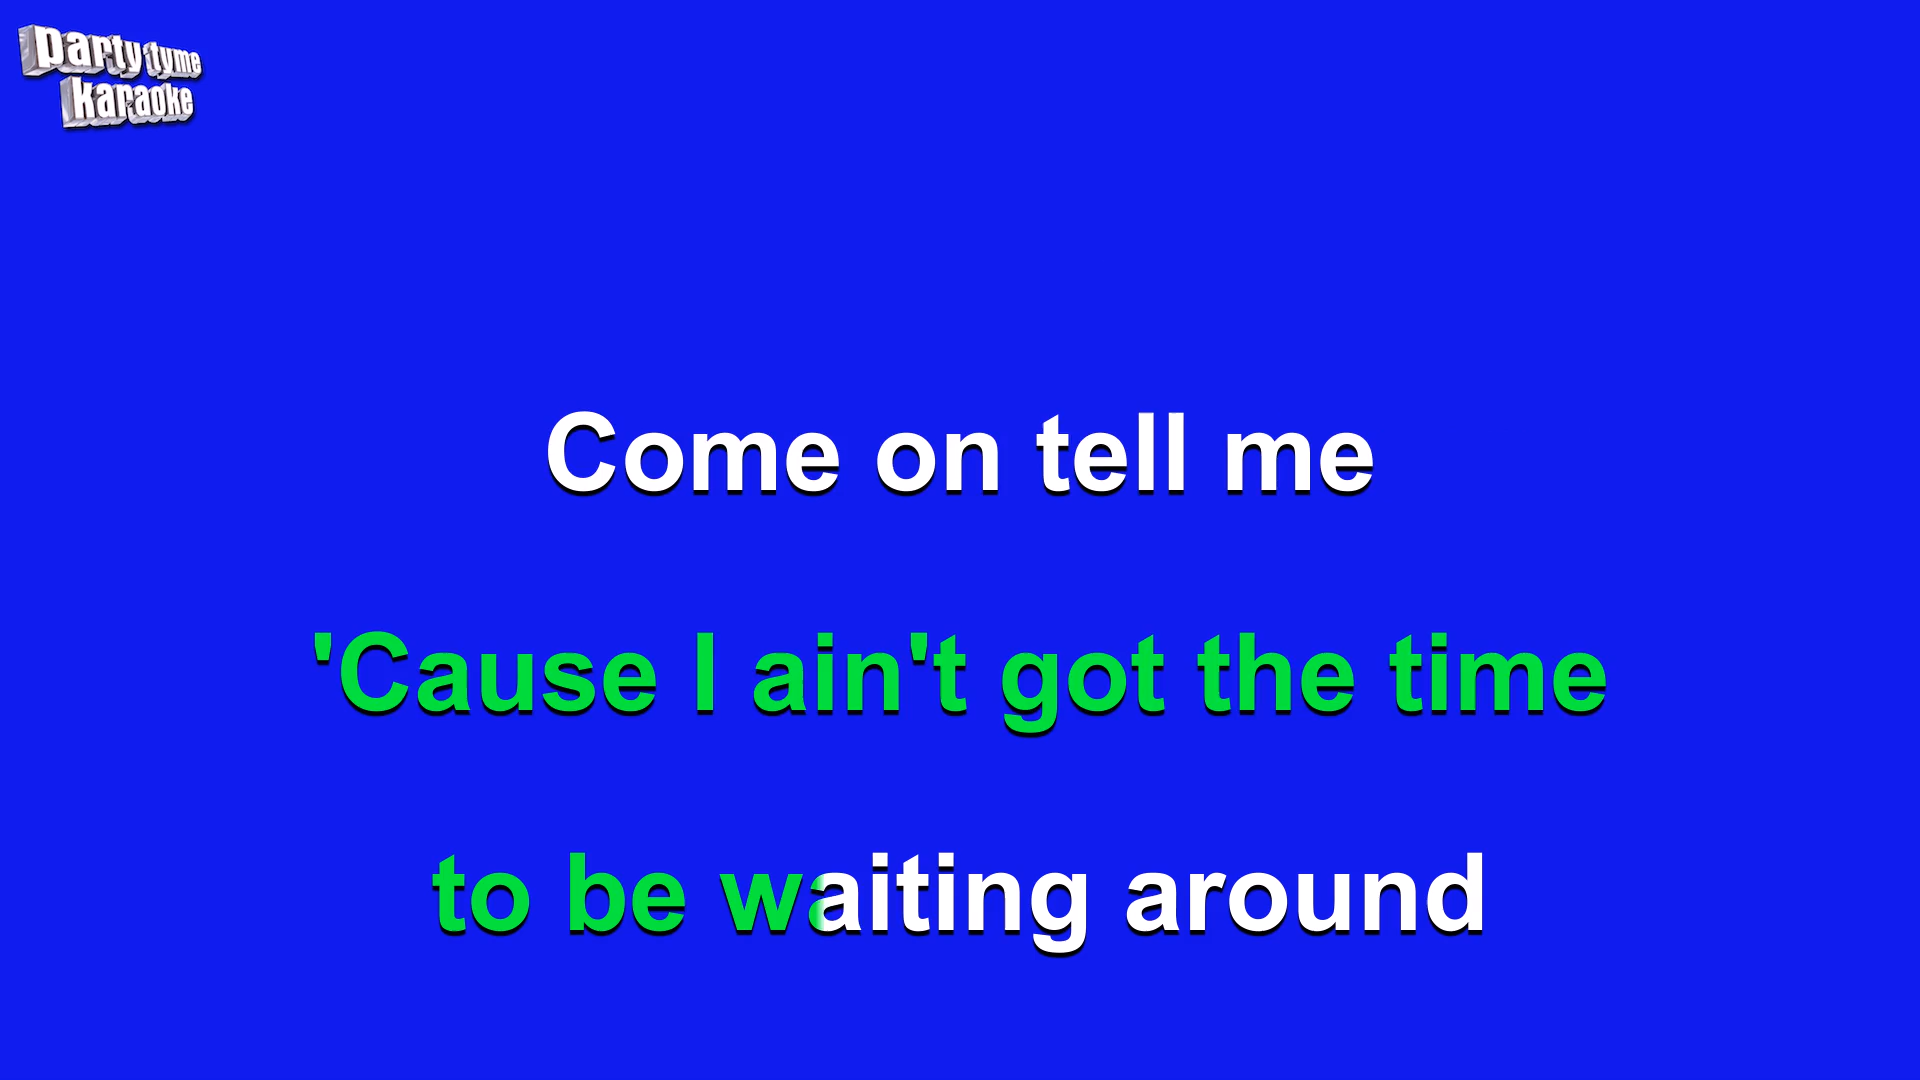 party tyme
karaoke
Come on tell me
'Cause I ain't got the time
to be waiting around